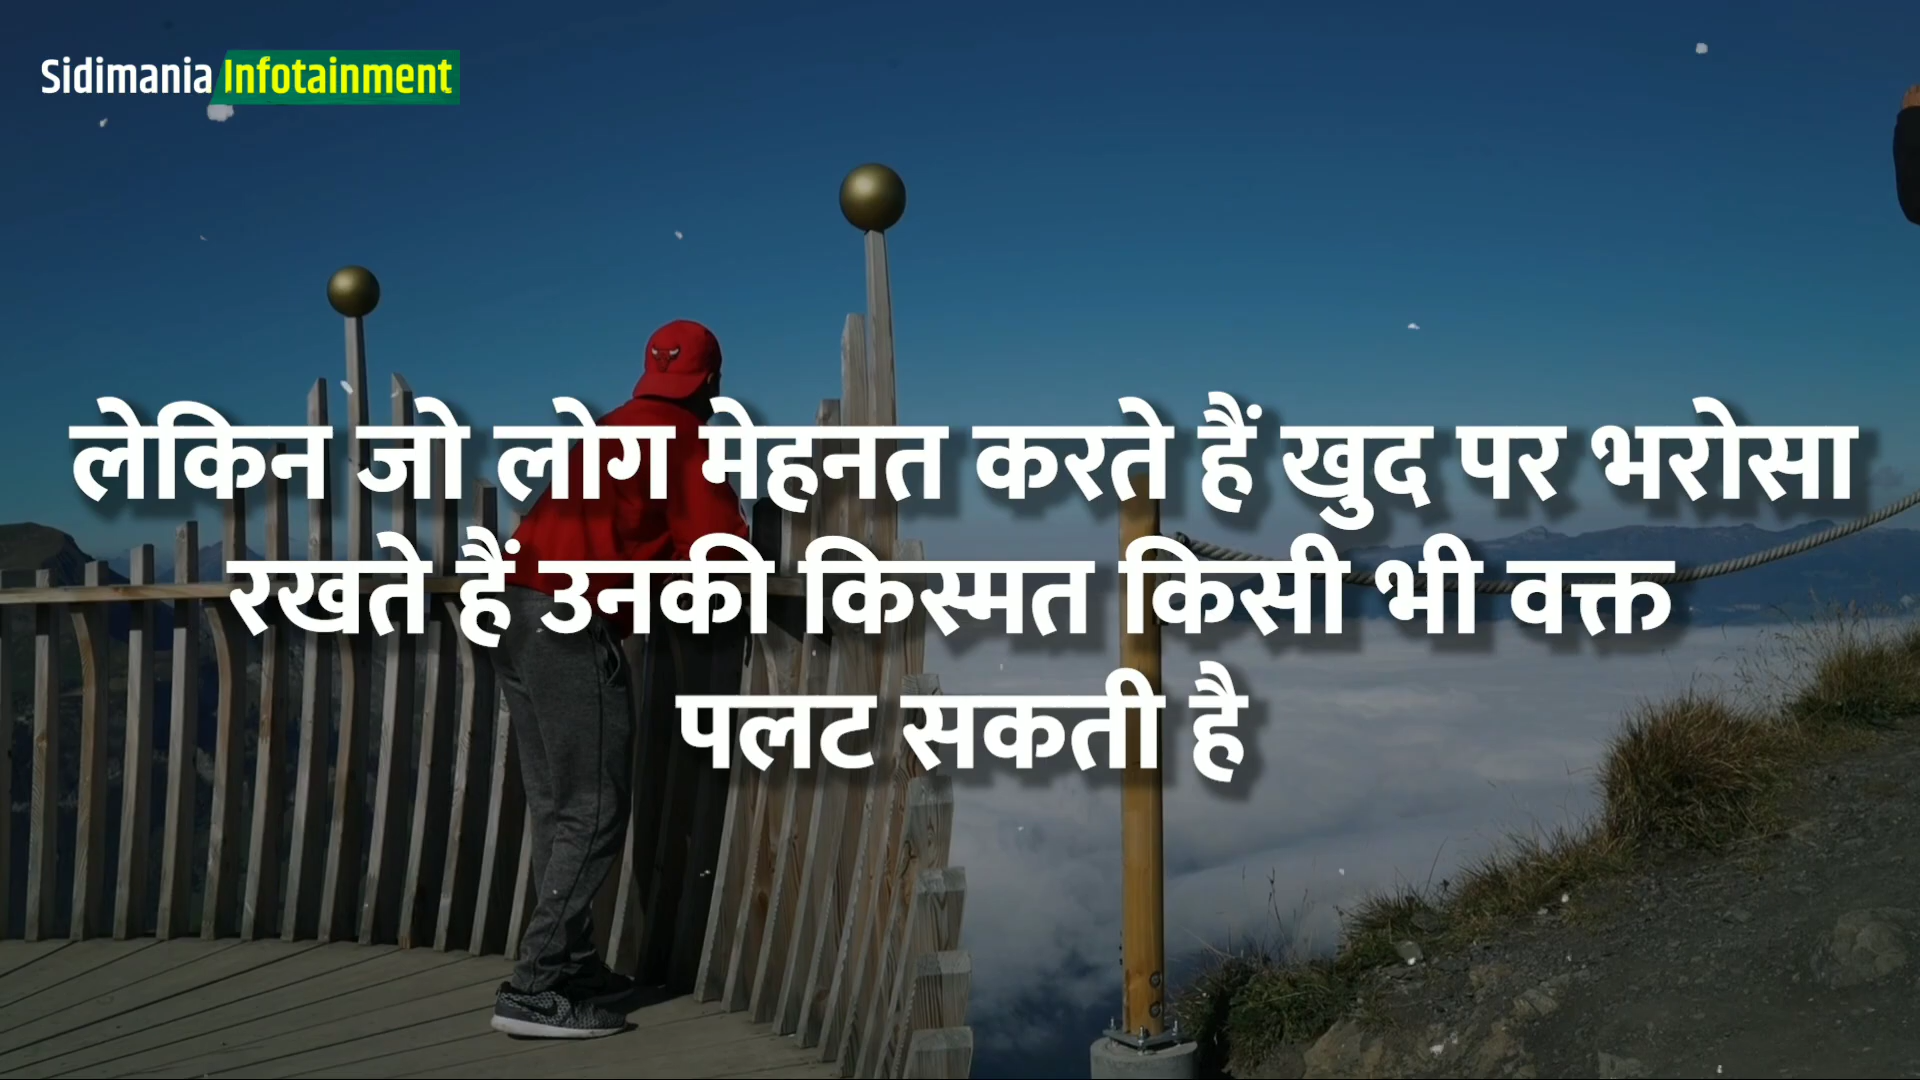 Sidimania Infotainment
लेकिन जो लोग मेहनत करते हैं खुद पर भरोसा
रखते हैं उनकी किस्मत किसी भी वक्त
पलट सकती है